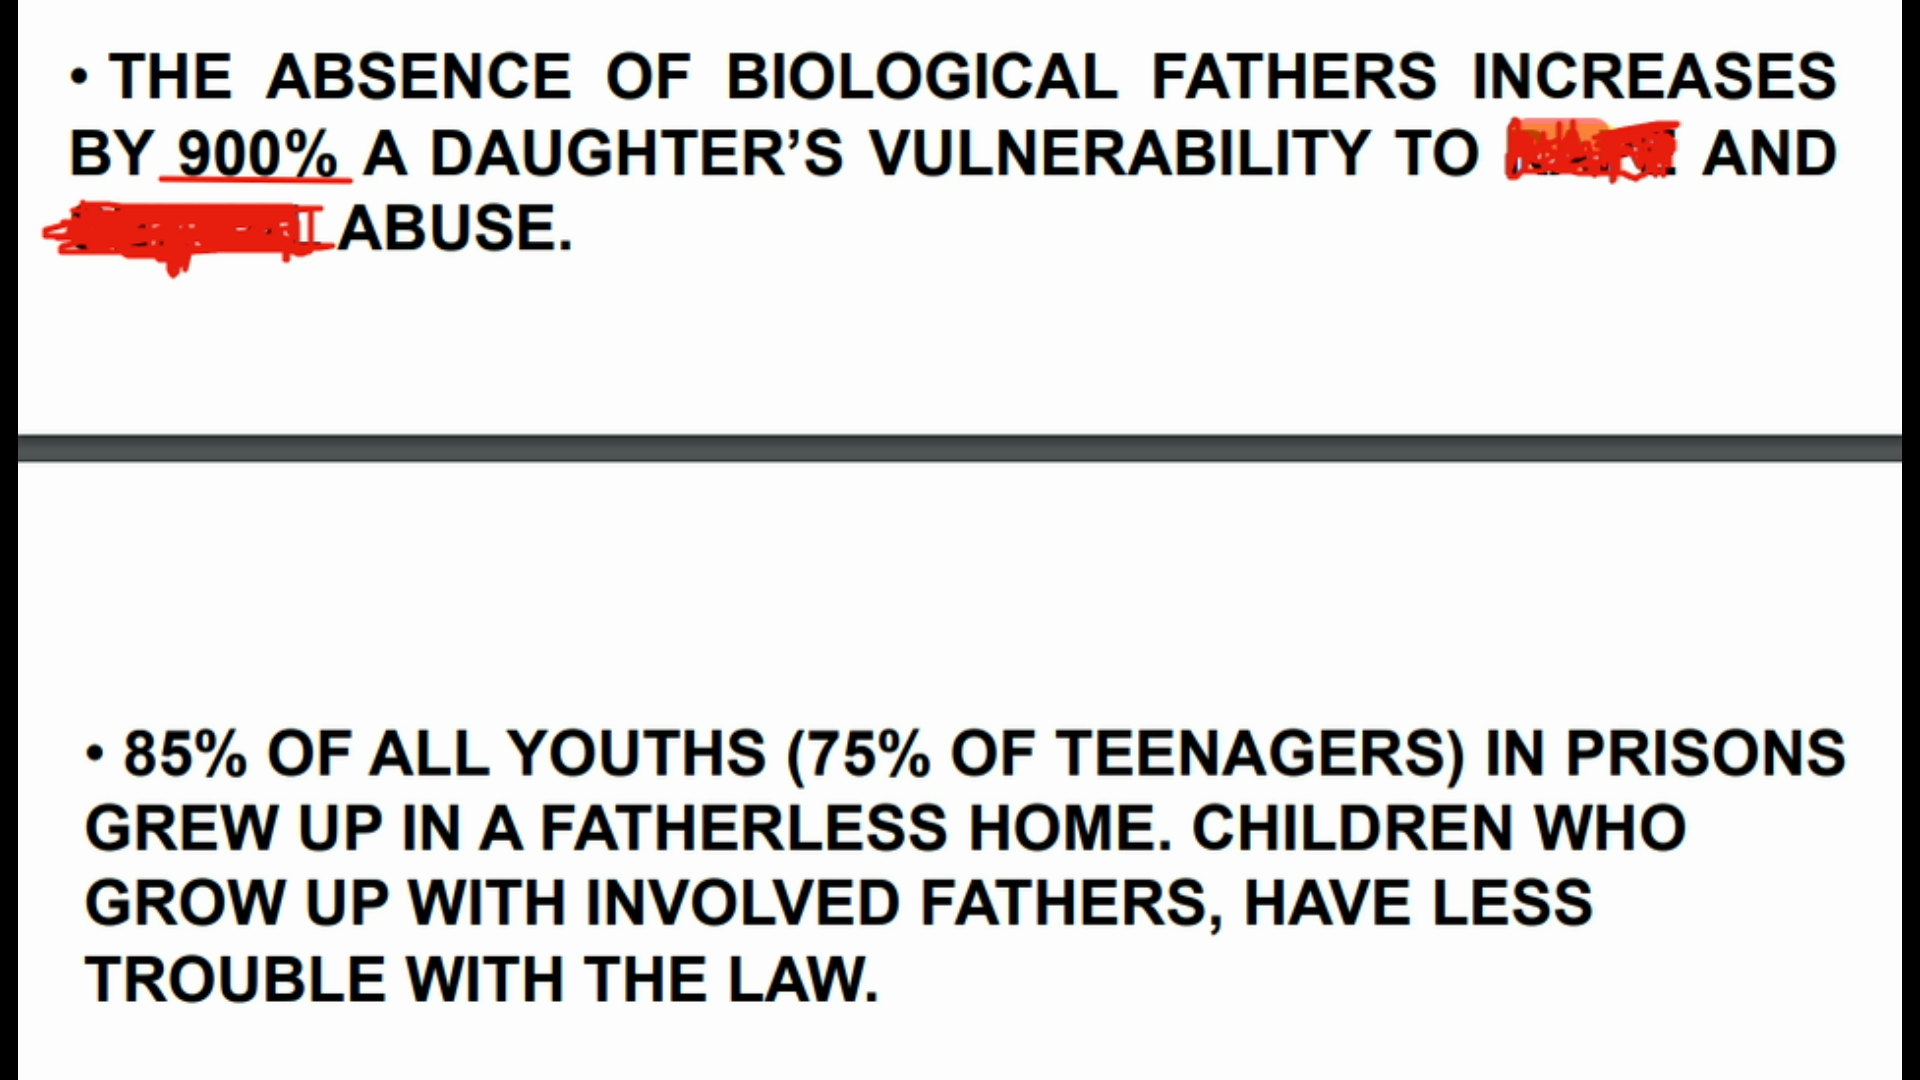 • THE ABSENCE OF BIOLOGICAL FATHERS INCREASES
BY 900% A DAUGHTER’S VULNERABILITY TO AND
ABUSE.
• 85% OF ALL YOUTHS (75% OF TEENAGERS) IN PRISONS
GREW UP IN A FATHERLESS HOME. CHILDREN WHO
GROW UP WITH INVOLVED FATHERS, HAVE LESS
TROUBLE WITH THE LAW.